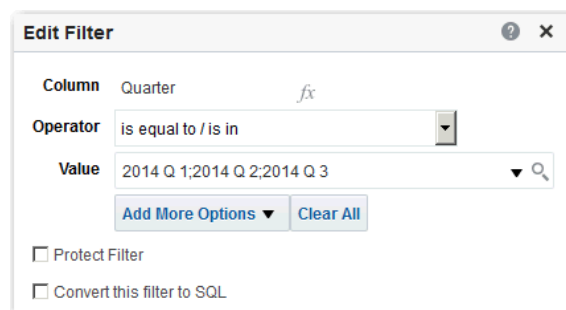 Edit Filter ? ×
Column Quarter fx
Operator is equal to / is in
Value 2014 Q 1;2014 Q 2;2014 Q 3
Add More Options Clear All
Protect Filter
Convert this filter to SQL